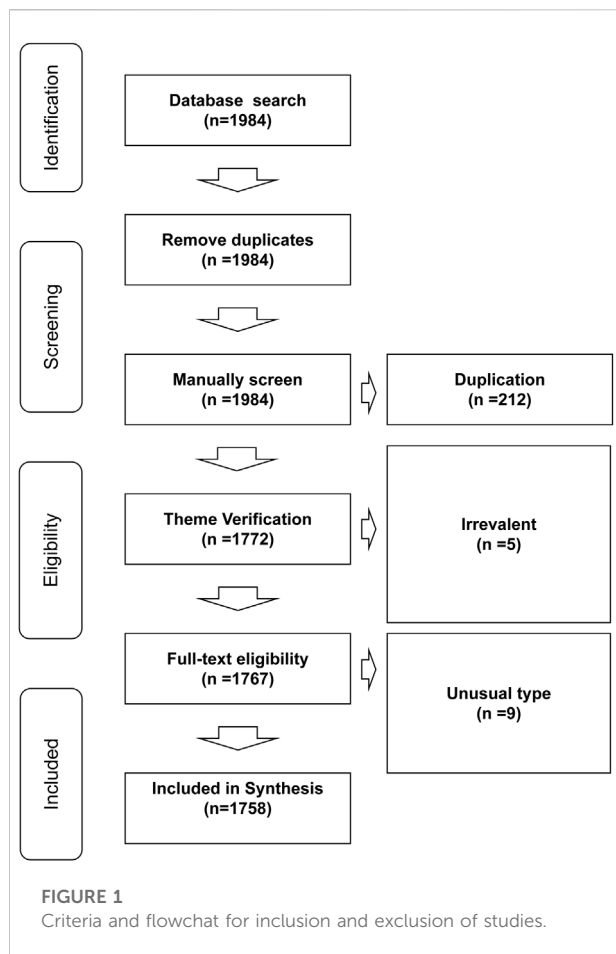 Identification
Database search
(n=1984)
Remove duplicates
(n =1984)
Screening
Manually screen
(n =1984)
Duplication
(n =212)
Eligibility
Theme Verification
(n =1772)
Irrevalent
(n =5)
Full-text eligibility
(n =1767)
Unusual type
(n =9)
Included
Included in Synthesis
(n=1758)
FIGURE 1
Criteria and flowchat for inclusion and exclusion of studies.